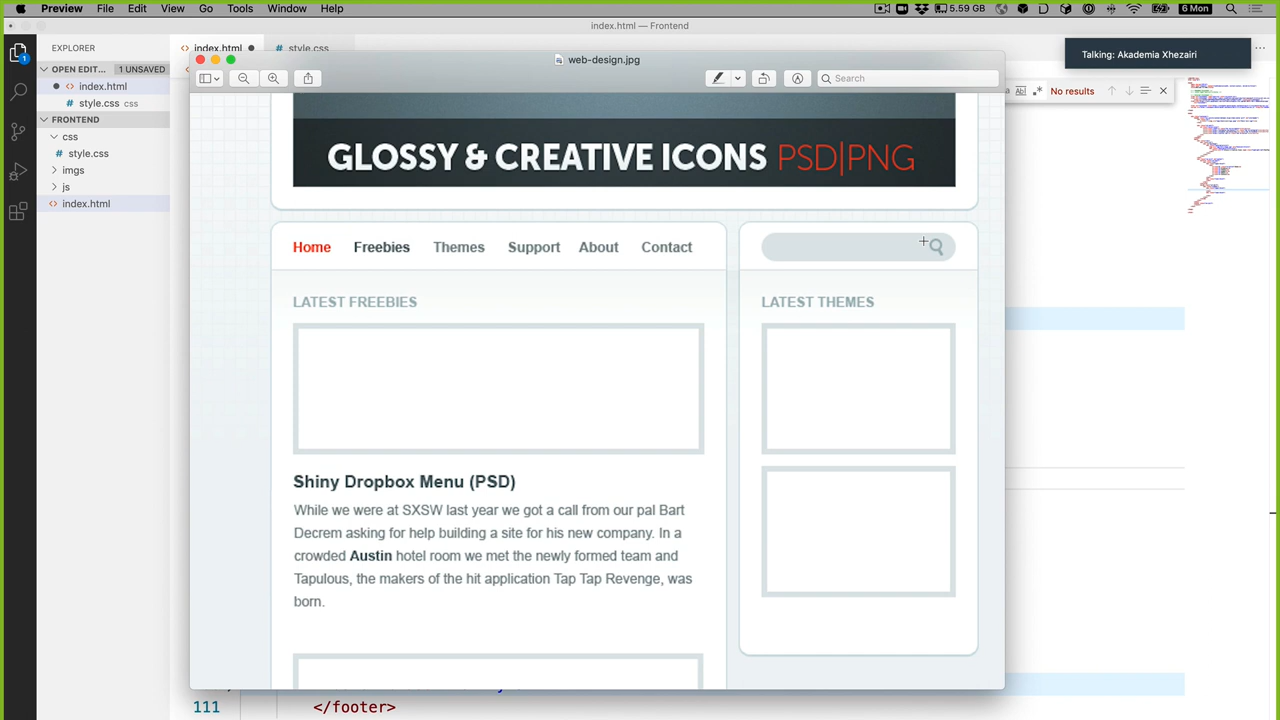 Preview File Edit View Go Tools Window Help 5.59 GB 6 Mon
index.html — Frontend
EXPLORER
index.html
style.css
OPEN EDIT... 1 UNSAVED
index.html
style.css css
FRONTEND
css
style.css
imgs
js
index.html
1
web-design.jpg
Search
Talking: Akademia Xhezairi
No results
GLOSSY & CREATIVE ICONS PSD|PNG
Home Freebies Themes Support About Contact
LATEST FREEBIES
LATEST THEMES
Shiny Dropbox Menu (PSD)
While we were at SXSW last year we got a call from our pal Bart
Decrem asking for help building a site for his new company. In a
crowded Austin hotel room we met the newly formed team and
Tapulous, the makers of the hit application Tap Tap Revenge, was
born.
111 </footer>